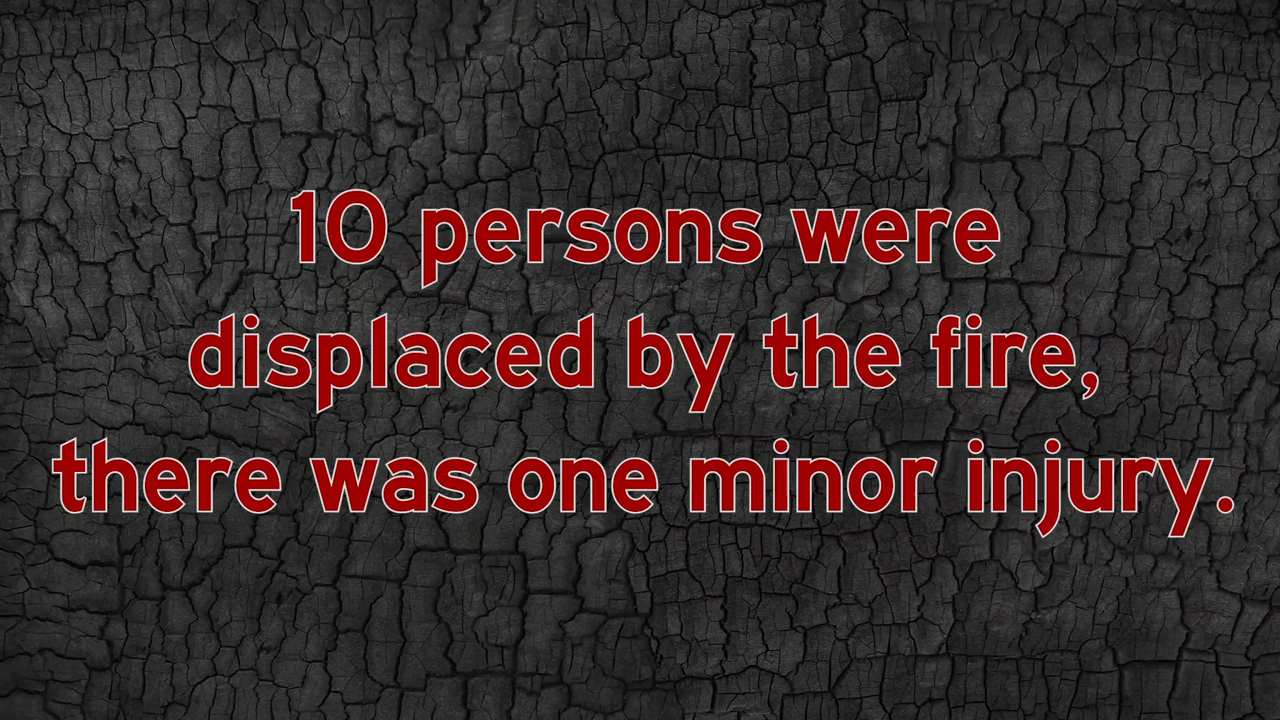 10 persons were
displaced by the fire,
there was one minor injury.